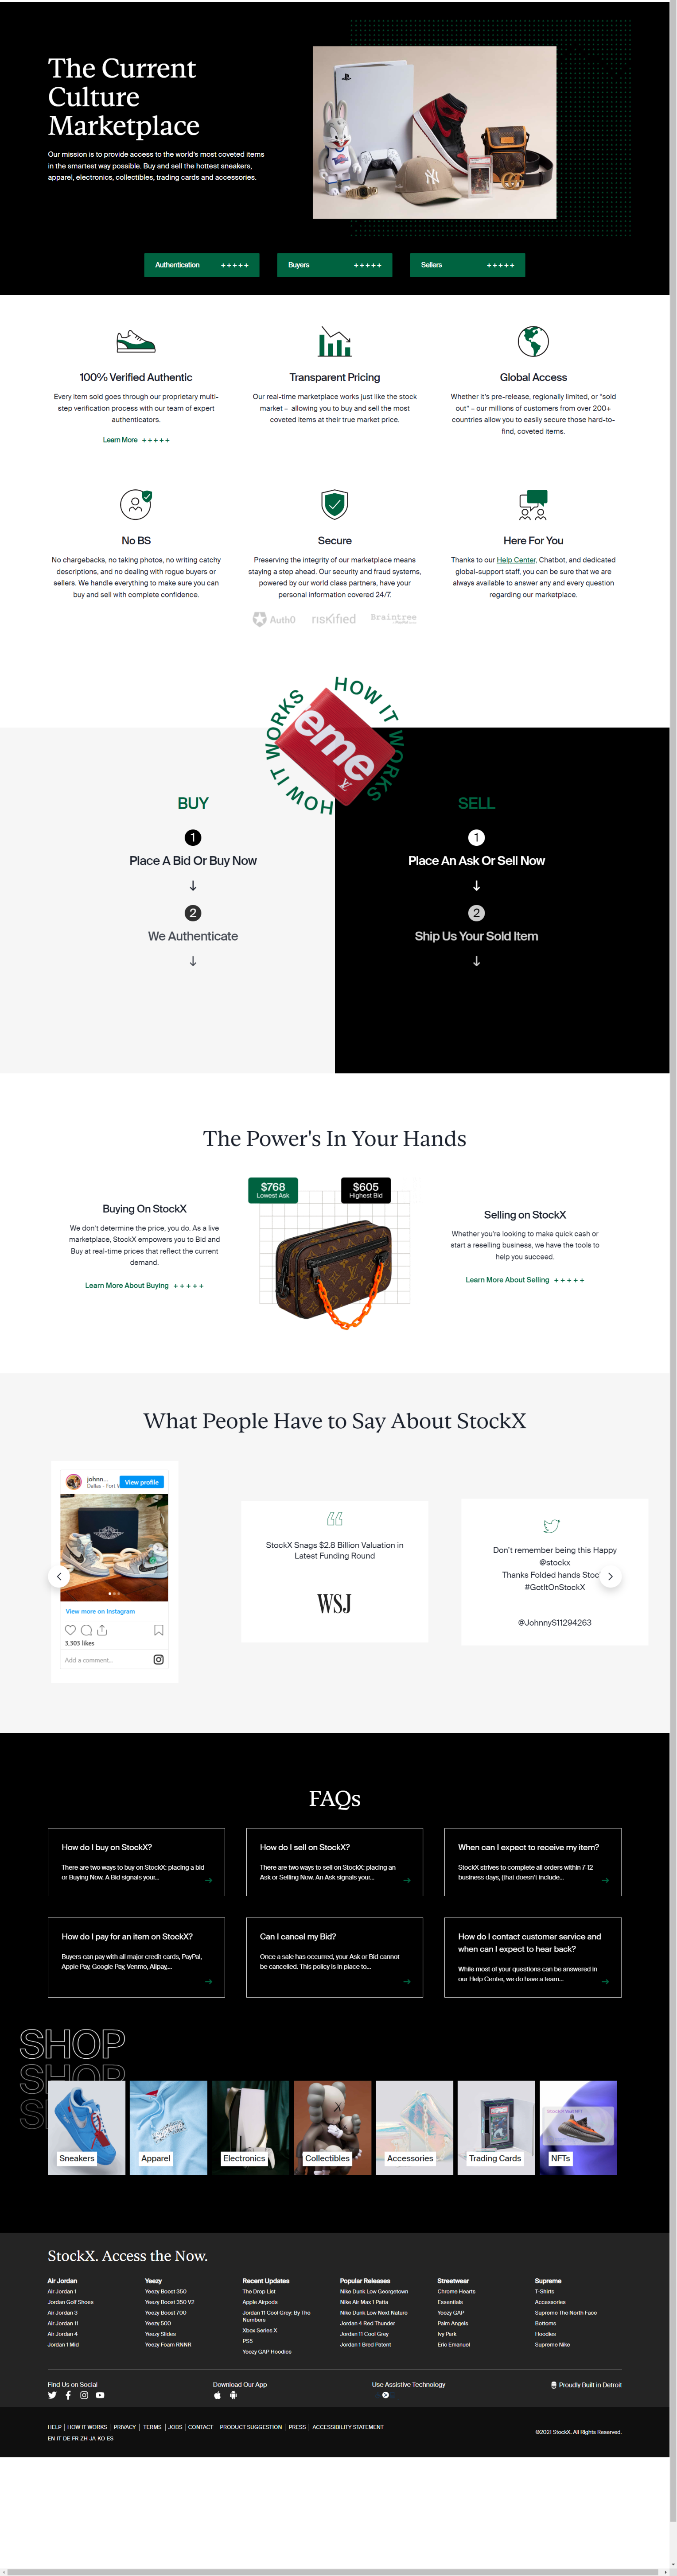 The Current
Culture
Marketplace
Our mission is to provide access to the world's most coveted items
in the smartest way possible. Buy and sell the hottest sneakers,
apparel, electronics, collectibles, trading cards and accessories.
Authentication +++++
Buyers +++++
Sellers +++++
100% Verified Authentic
Every item sold goes through our proprietary multi-
step verification process with our team of expert
authenticators.
Learn More +++++
Transparent Pricing
Our real-time marketplace works just like the stock
market – allowing you to buy and sell the most
coveted items at their true market price.
Global Access
Whether it's pre-release, regionally limited, or "sold
out" – our millions of customers from over 200+
countries allow you to easily secure those hard-to-
find, coveted items.
No BS
No chargebacks, no taking photos, no writing catchy
descriptions, and no dealing with rogue buyers or
sellers. We handle everything to make sure you can
buy and sell with complete confidence.
Secure
Preserving the integrity of our marketplace means
staying a step ahead. Our security and fraud systems,
powered by our world class partners, have your
personal information covered 24/7.
Auth0
riskified
Braintree
Here For You
Thanks to our Help Center, Chatbot, and dedicated
global-support staff, you can be sure that we are
always available to answer any and every question
regarding our marketplace.
HOW IT WORKS HOW IT WORKS
eme
BUY
1
Place A Bid Or Buy Now
2
We Authenticate
SELL
1
Place An Ask Or Sell Now
2
Ship Us Your Sold Item
The Power's In Your Hands
Buying On StockX
We don't determine the price, you do. As a live
marketplace, StockX empowers you to Bid and
Buy at real-time prices that reflect the current
demand.
Learn More About Buying +++++
$768
Lowest Ask
$605
Highest Bid
Selling on StockX
Whether you're looking to make quick cash or
start a reselling business, we have the tools to
help you succeed.
Learn More About Selling +++++
What People Have to Say About StockX
johnn...
Dallas - Fort W
View profile
View more on Instagram
3,303 likes
Add a comment...
StockX Snags $2.8 Billion Valuation in
Latest Funding Round
WSJ
Don't remember being this Happy
@stockx
Thanks Folded hands Stoc
#GotItOnStockX
@JohnnyS11294263
FAQs
How do I buy on StockX?
There are two ways to buy on StockX: placing a bid
or Buying Now. A Bid signals your...
How do I sell on StockX?
There are two ways to sell on StockX: placing an
Ask or Selling Now. An Ask signals your...
When can I expect to receive my item?
StockX strives to complete all orders within 7-12
business days, (that doesn't include...
How do I pay for an item on StockX?
Buyers can pay with all major credit cards, PayPal,
Apple Pay, Google Pay, Venmo, Alipay,...
Can I cancel my Bid?
Once a sale has occurred, your Ask or Bid cannot
be cancelled. This policy is in place to...
How do I contact customer service and
when can I expect to hear back?
While most of your questions can be answered in
our Help Center, we do have a team...
SHOP
SHOP
Sneakers
Apparel
Electronics
Collectibles
Accessories
Trading Cards
NFTs
StockX. Access the Now.
Air Jordan
Air Jordan 1
Jordan Golf Shoes
Air Jordan 3
Air Jordan 11
Air Jordan 4
Jordan 1 Mid
Yeezy
Yeezy Boost 350
Yeezy Boost 350 V2
Yeezy Boost 700
Yeezy 500
Yeezy Slides
Yeezy Foam RNNR
Recent Updates
The Drop List
Apple Airpods
Jordan 11 Cool Grey: By The
Numbers
Xbox Series X
PS5
Yeezy GAP Hoodies
Popular Releases
Nike Dunk Low Georgetown
Nike Air Max 1 Patta
Nike Dunk Low Next Nature
Jordan 4 Red Thunder
Jordan 11 Cool Grey
Jordan 1 Bred Patent
Streetwear
Chrome Hearts
Essentials
Yeezy GAP
Palm Angels
Ivy Park
Eric Emanuel
Supreme
T-Shirts
Accessories
Supreme The North Face
Bottoms
Hoodies
Supreme Nike
Find Us on Social
Download Our App
Use Assistive Technology
Proudly Built in Detroit
HELP | HOW IT WORKS | PRIVACY | TERMS | JOBS | CONTACT | PRODUCT SUGGESTION | PRESS | ACCESSIBILITY STATEMENT
EN IT DE FR ZH JA KO ES
©2021 StockX. All Rights Reserved.